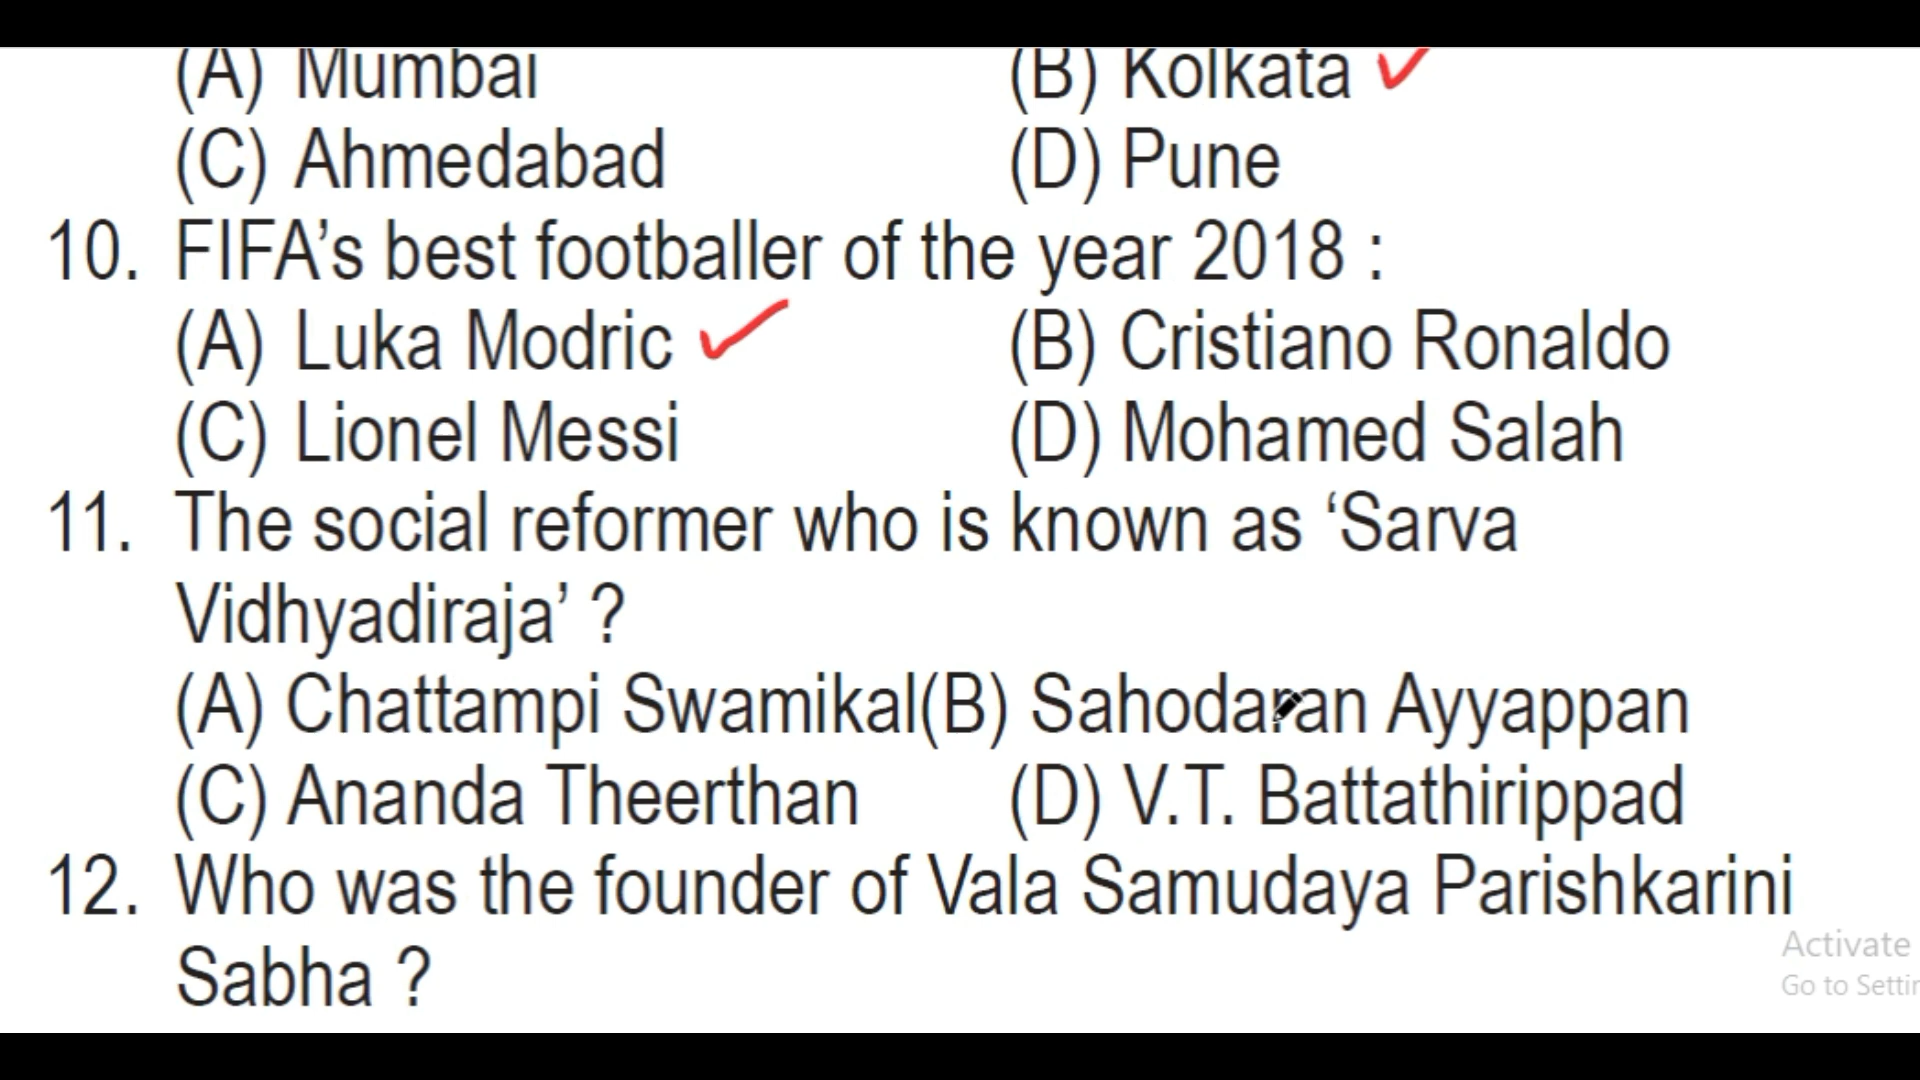 (A) Mumbai (B) Kolkata
(C) Ahmedabad (D) Pune
10. FIFA’s best footballer of the year 2018 :
(A) Luka Modric (B) Cristiano Ronaldo
(C) Lionel Messi (D) Mohamed Salah
11. The social reformer who is known as ‘Sarva
Vidhyadiraja’ ?
(A) Chattampi Swamikal(B) Sahodaran Ayyappan
(C) Ananda Theerthan (D) V.T. Battathirippad
12. Who was the founder of Vala Samudaya Parishkarini
Sabha ?
Activate
Go to Settin